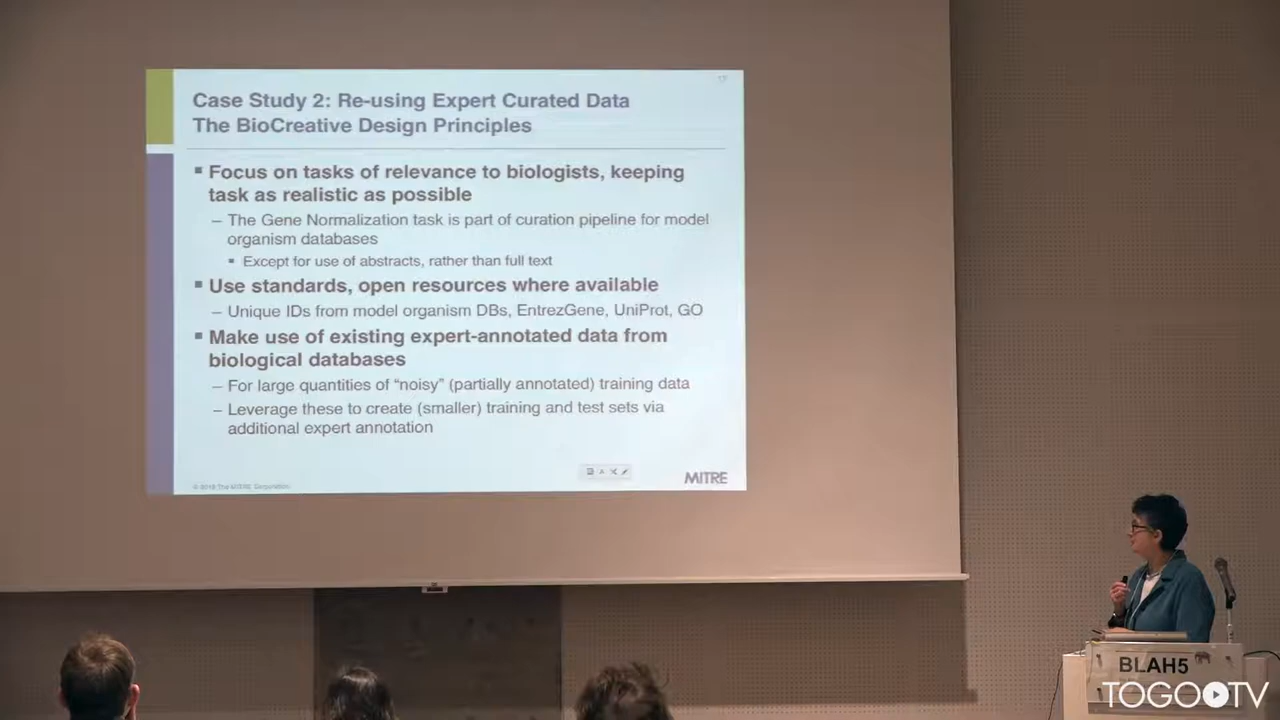 17
Case Study 2: Re-using Expert Curated Data
The BioCreative Design Principles
Focus on tasks of relevance to biologists, keeping
task as realistic as possible
– The Gene Normalization task is part of curation pipeline for model
organism databases
Except for use of abstracts, rather than full text
Use standards, open resources where available
– Unique IDs from model organism DBs, EntrezGene, UniProt, GO
Make use of existing expert-annotated data from
biological databases
– For large quantities of “noisy” (partially annotated) training data
– Leverage these to create (smaller) training and test sets via
additional expert annotation
The MITRE Corporation
MITRE
BLAH5
TOGOTV